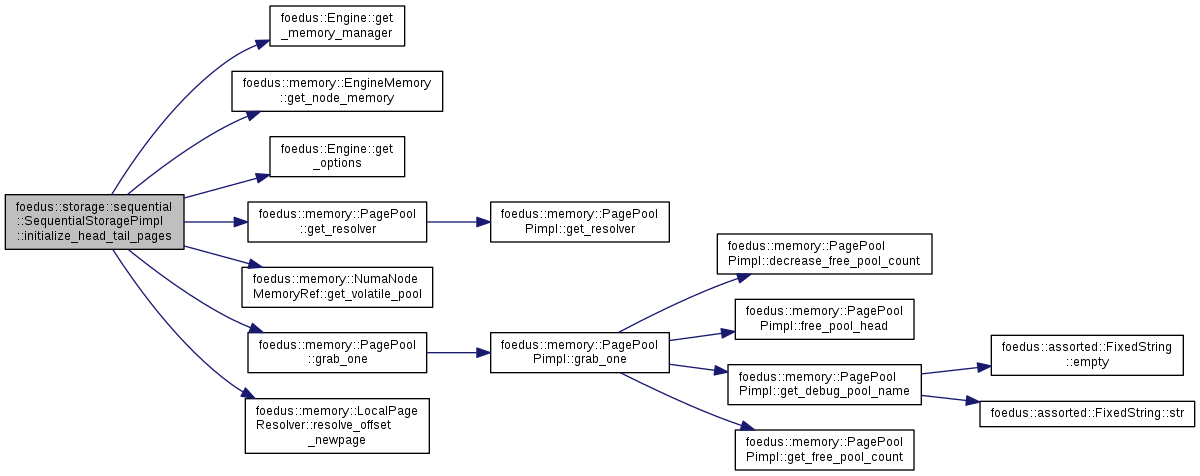 foedus::Engine::get
_memory_manager
foedus::memory::EngineMemory
::get_node_memory
foedus::Engine::get
_options
foedus::storage::sequential
::SequentialStoragePimpl
::initialize_head_tail_pages
foedus::memory::PagePool
::get_resolver
foedus::memory::PagePool
Pimpl::get_resolver
foedus::memory::NumaNode
MemoryRef::get_volatile_pool
foedus::memory::PagePool
::grab_one
foedus::memory::PagePool
Pimpl::grab_one
foedus::memory::PagePool
Pimpl::decrease_free_pool_count
foedus::memory::PagePool
Pimpl::free_pool_head
foedus::memory::PagePool
Pimpl::get_debug_pool_name
foedus::assorted::FixedString
::empty
foedus::assorted::FixedString::str
foedus::memory::PagePool
Pimpl::get_free_pool_count
foedus::memory::LocalPage
Resolver::resolve_offset
_newpage